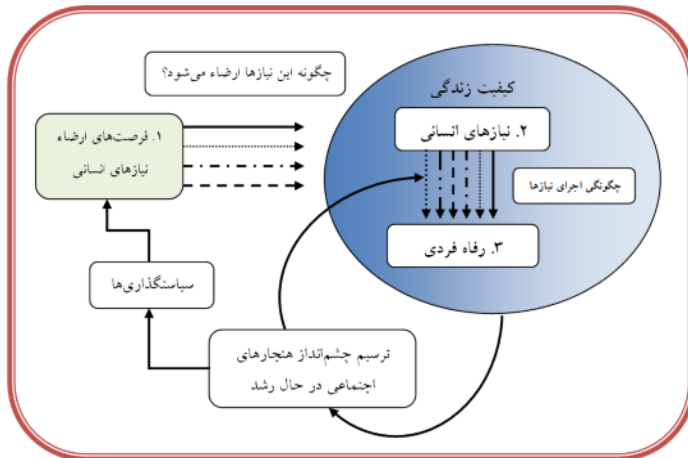 چگونه این نیازها ارضاء می‌شود؟
کیفیت زندگی
۲. نیازهای انسانی
۱. فرصت‌های ارضاء
نیازهای انسانی
چگونگی اجرای نیازها
۳. رفاه فردی
سیاستگذاری‌ها
ترسیم چشم‌انداز هنجارهای
اجتماعی در حال رشد